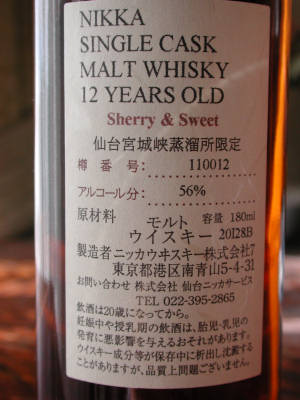 NIKKA
SINGLE CASK
MALT WHISKY
12 YEARS OLD
Sherry & Sweet
仙台宮城峡蒸溜所限定
樽番号: 110012
アルコール分: 56%
原材料 モルト 容量 180ml
ウイスキー 20I28B
製造者ニッカウヰスキー株式会社7
東京都港区南青山5-4-31
お問い合わせ 株式会社 仙台ニッカサービス
TEL 022-395-2865
飲酒は20歳になってから。
妊娠中や授乳期の飲酒は、胎児・乳児の
発育に悪影響を与えるおそれがあります。
ウイスキー成分等が保存中に析出し沈澱する
ことがありますが、品質上問題ございません。